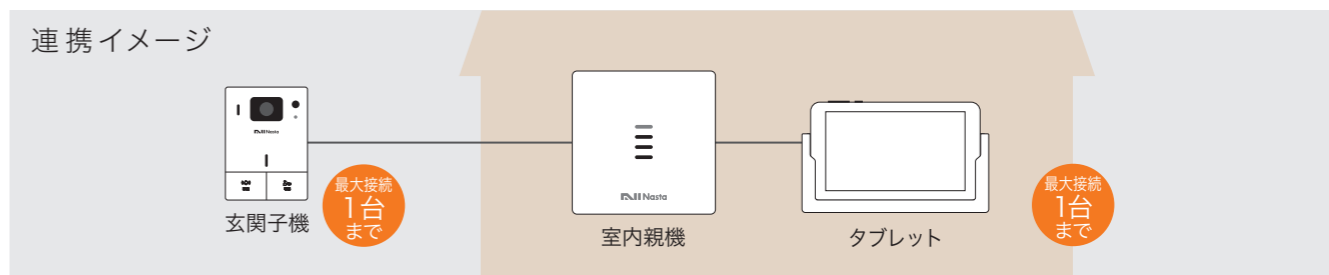 連携イメージ
Nasta
玄関子機
最大接続
1台
まで
Nasta
室内親機
タブレット
最大接続
1台
まで